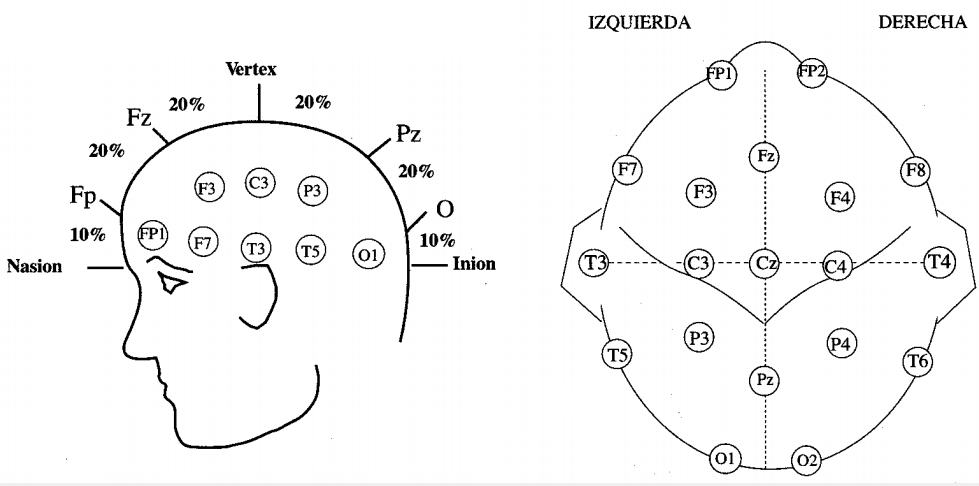 Vertex
20%
20%
Fz
Pz
20%
20%
Fp
O
10%
10%
Nasion
Inion
F3
C3
P3
FP1
F7
T3
T5
O1
IZQUIERDA
DERECHA
FP1
FP2
Fz
F7
F8
F3
F4
T3
C3
Cz
C4
T4
P3
P4
T5
T6
Pz
O1
O2